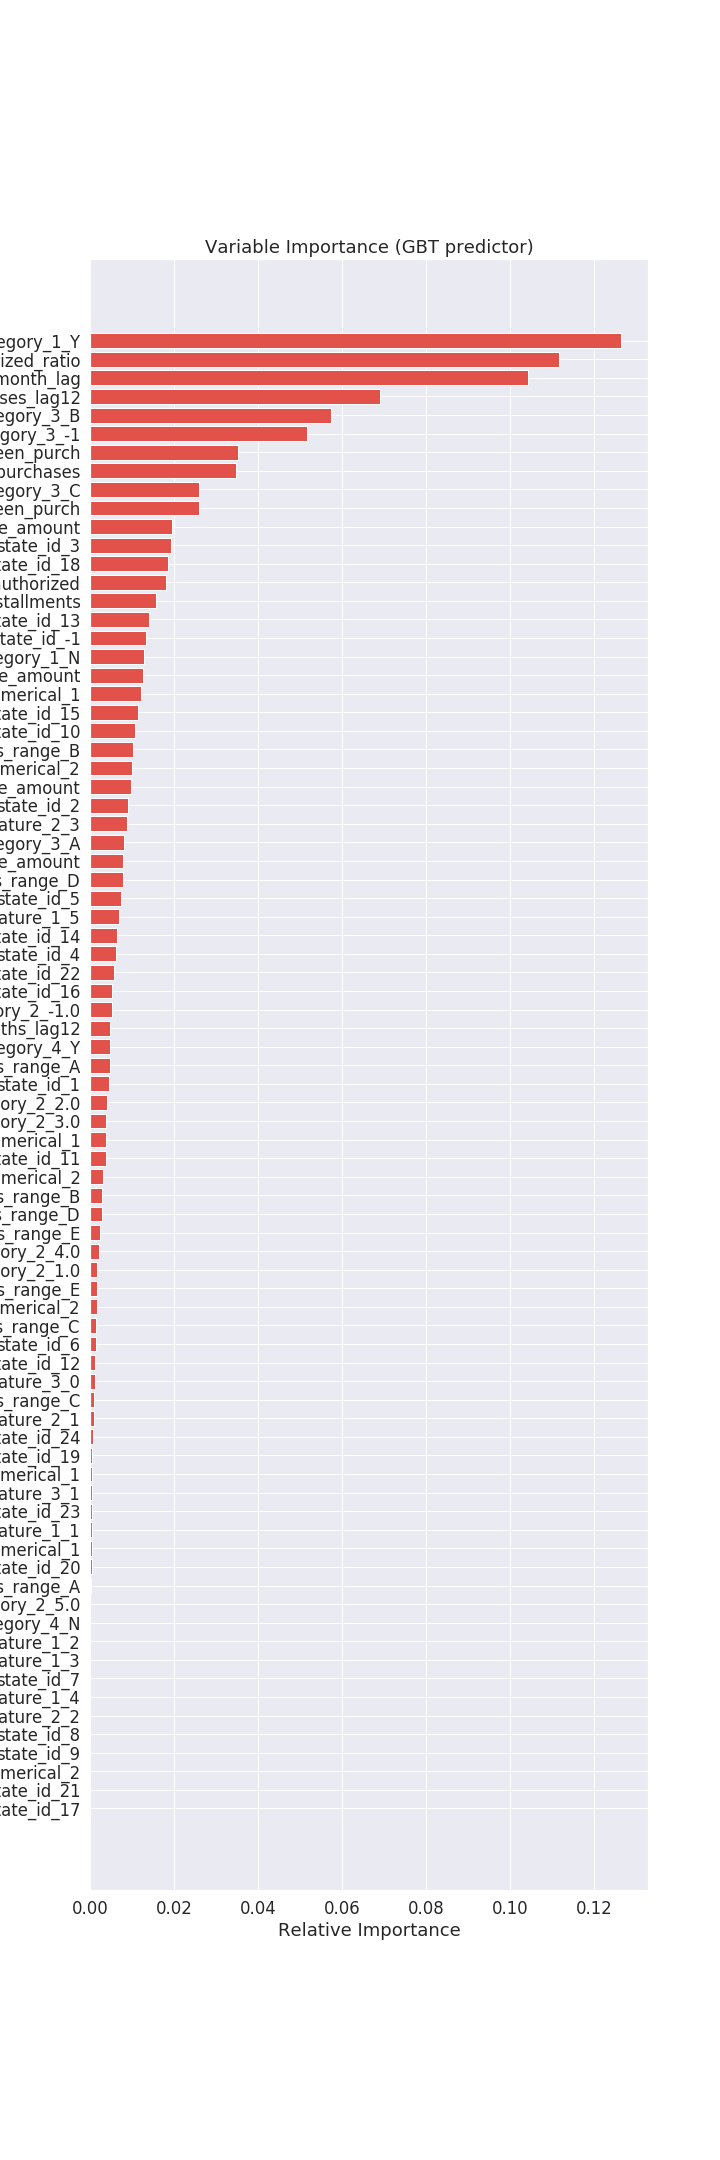 Variable Importance (GBT predictor)
egory_1_Y
ized_ratio
month_lag
ses_lag12
egory_3_B
gory_3_-1
een_purch
purchases
egory_3_C
een_purch
e_amount
state_id_3
tate_id_18
uthorized
stallments
tate_id_13
tate_id_-1
egory_1_N
e_amount
merical_1
tate_id_15
tate_id_10
s_range_B
merical_2
e_amount
state_id_2
ature_2_3
egory_3_A
e_amount
s_range_D
state_id_5
ature_1_5
tate_id_14
state_id_4
tate_id_22
tate_id_16
ory_2_-1.0
ths_lag12
egory_4_Y
s_range_A
state_id_1
ory_2_2.0
ory_2_3.0
merical_1
tate_id_11
merical_2
s_range_B
s_range_D
s_range_E
ory_2_4.0
ory_2_1.0
s_range_E
merical_2
s_range_C
state_id_6
tate_id_12
ature_3_0
s_range_C
ature_2_1
tate_id_24
tate_id_19
merical_1
ature_3_1
tate_id_23
ature_1_1
merical_1
tate_id_20
s_range_A
ory_2_5.0
egory_4_N
ature_1_2
ature_1_3
state_id_7
ature_1_4
ature_2_2
state_id_8
state_id_9
merical_2
tate_id_21
tate_id_17
0.00 0.02 0.04 0.06 0.08 0.10 0.12
Relative Importance